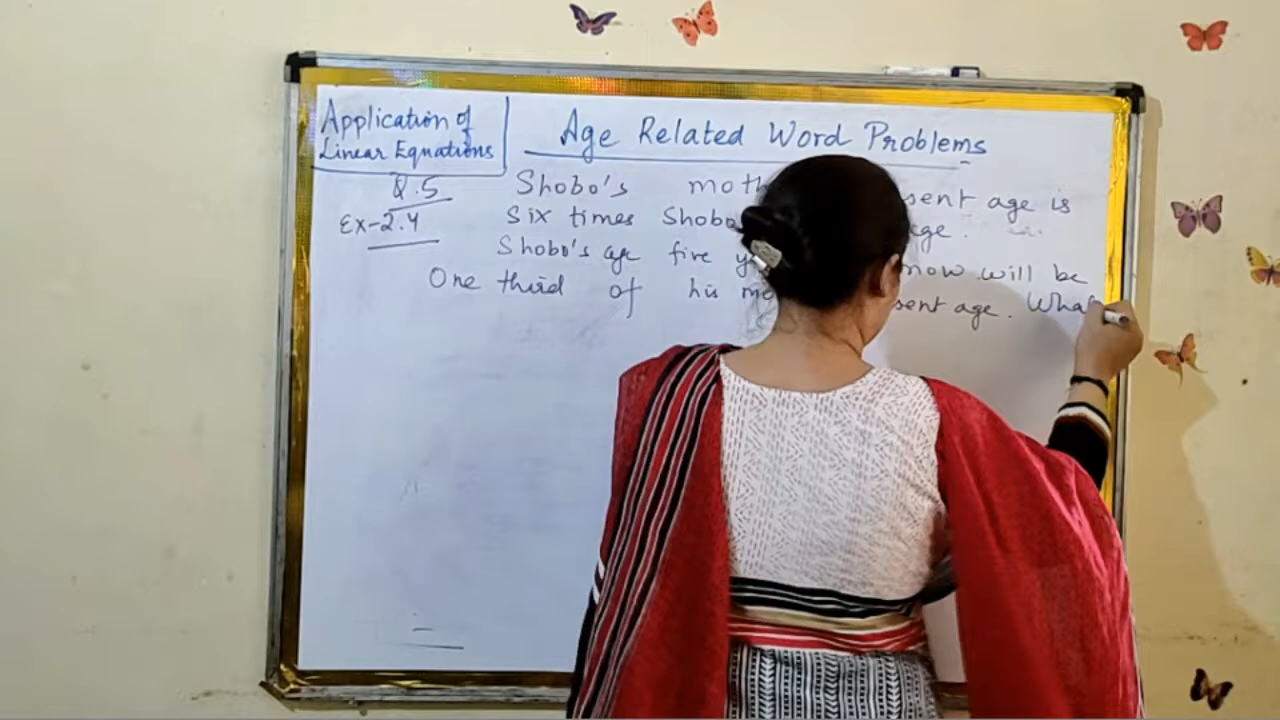 Application of
Linear Equations
Age Related Word Problems
Q.5
Ex-2.4
Shobo's moth sent age is
Six times Shobo age.
Shobo's age five y now will be
One third of his mo sent age. What